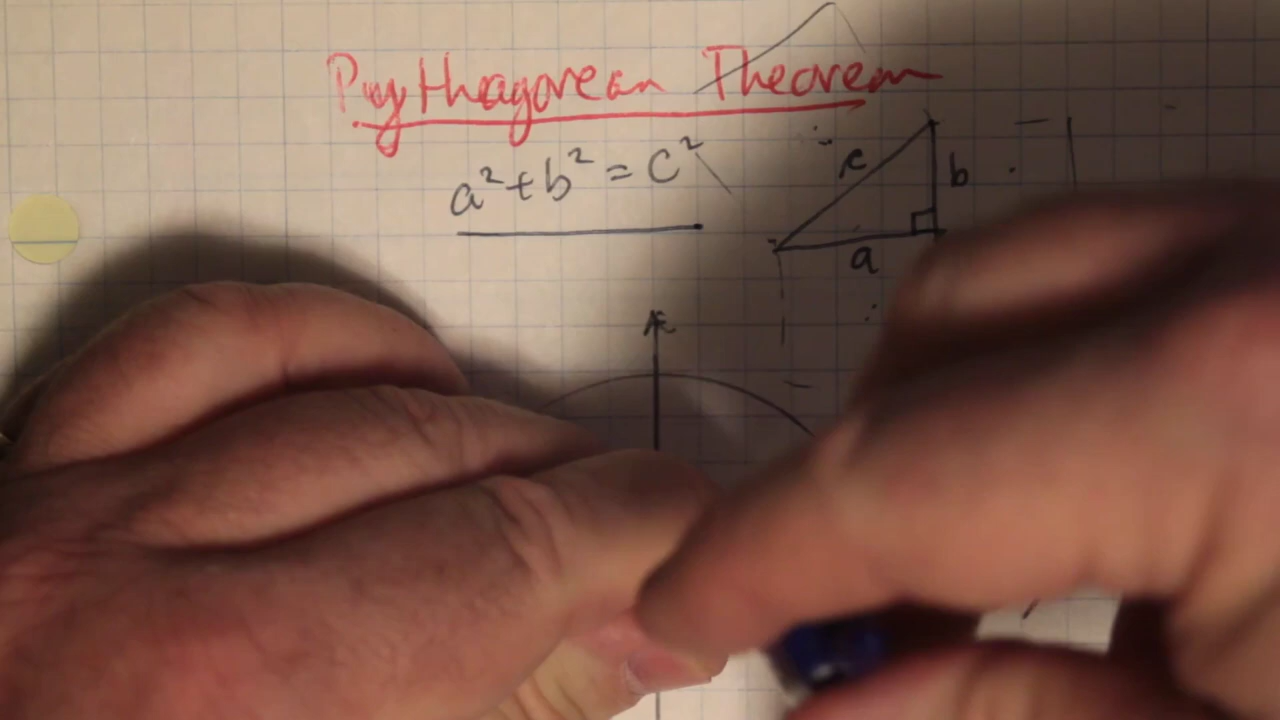 Pythagorean Theorem
a² + b² = c²
c
b
a